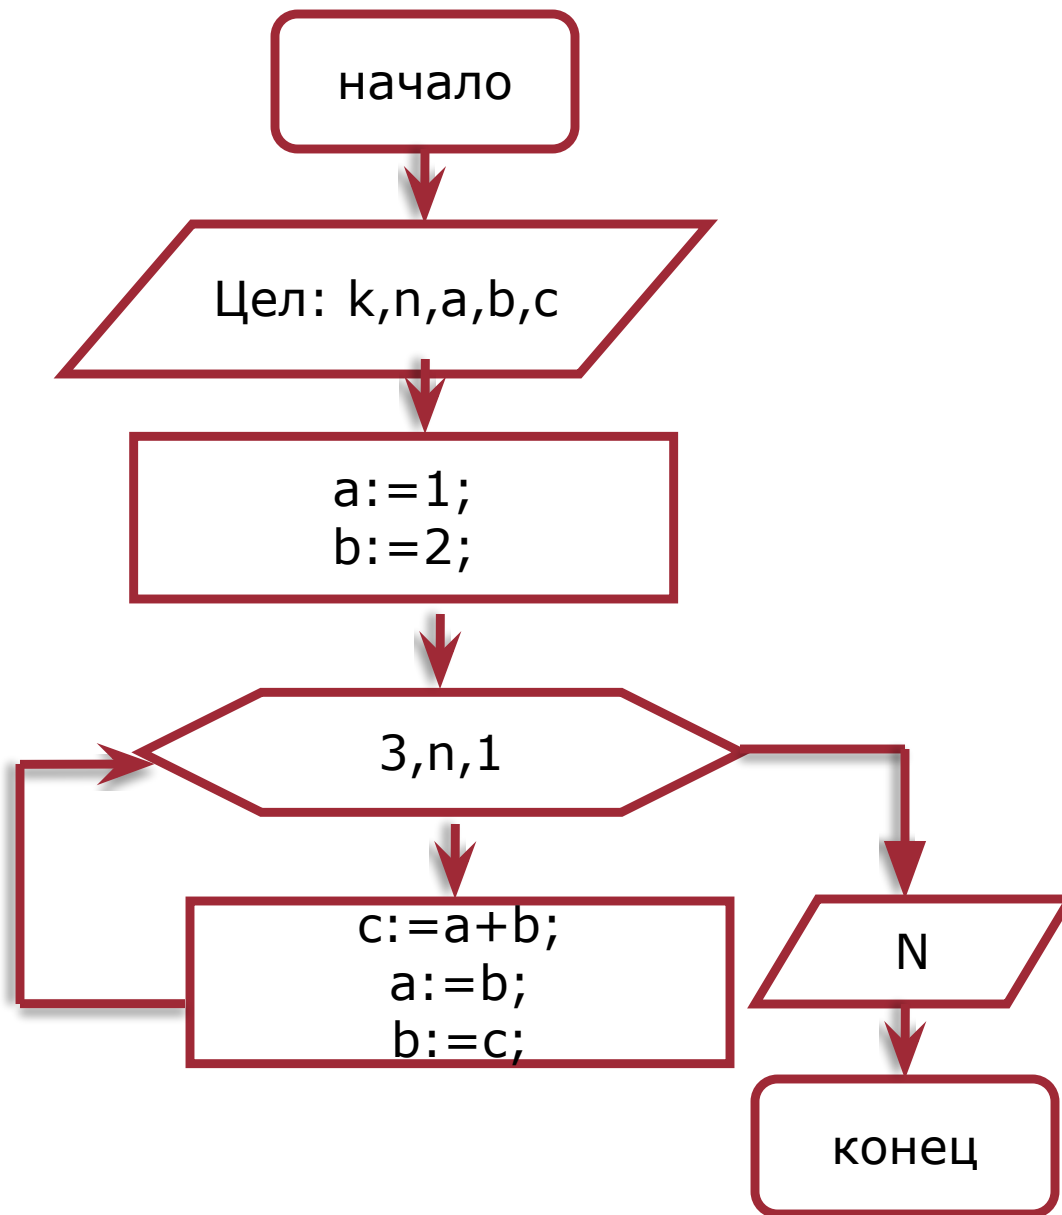 начало
Цел: k,n,a,b,c
a:=1;
b:=2;
3,n,1
c:=a+b;
a:=b;
b:=c;
N
конец